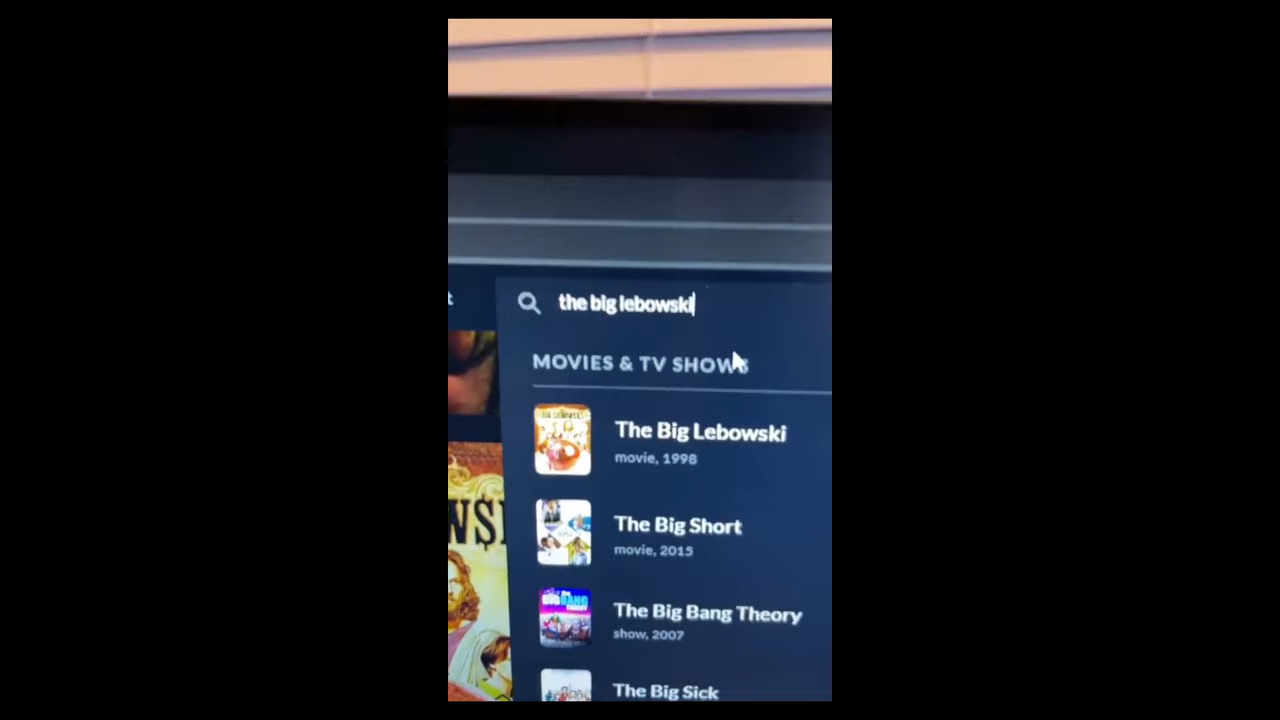 t
the big lebowski
MOVIES & TV SHOWS
The Big Lebowski
movie, 1998
The Big Short
movie, 2015
W$
The Big Bang Theory
show, 2007
The Big Sick